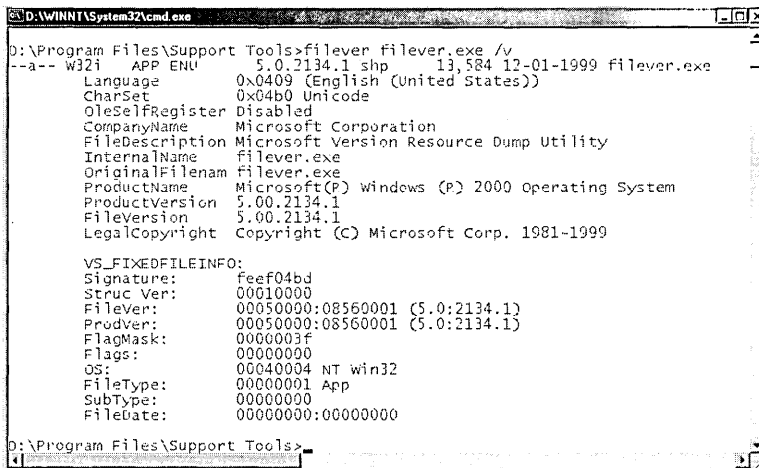 D:\WINNT\System32\cmd.exe
D:\Program Files\Support Tools>filever filever.exe /v
--a-- W32i   APP ENU     5.0.2134.1 shp     13,584 12-01-1999 filever.exe
Language        0x0409 (English (United States))
CharSet         0x04b0 Unicode
OleSelfRegister Disabled
CompanyName     Microsoft Corporation
FileDescription Microsoft Version Resource Dump Utility
InternalName    filever.exe
OriginalFilenam filever.exe
ProductName     Microsoft(R) Windows (R) 2000 Operating System
ProductVersion  5.00.2134.1
FileVersion     5.00.2134.1
LegalCopyright  Copyright (C) Microsoft Corp. 1981-1999
VS_FIXEDFILEINFO:
Signature:      feef04bd
Struc Ver:      00010000
FileVer:        00050000:08560001 (5.0:2134.1)
ProdVer:        00050000:08560001 (5.0:2134.1)
FlagMask:       0000003f
Flags:          00000000
OS:             00040004 NT Win32
FileType:       00000001 App
SubType:        00000000
FileDate:       00000000:00000000
D:\Program Files\Support Tools>